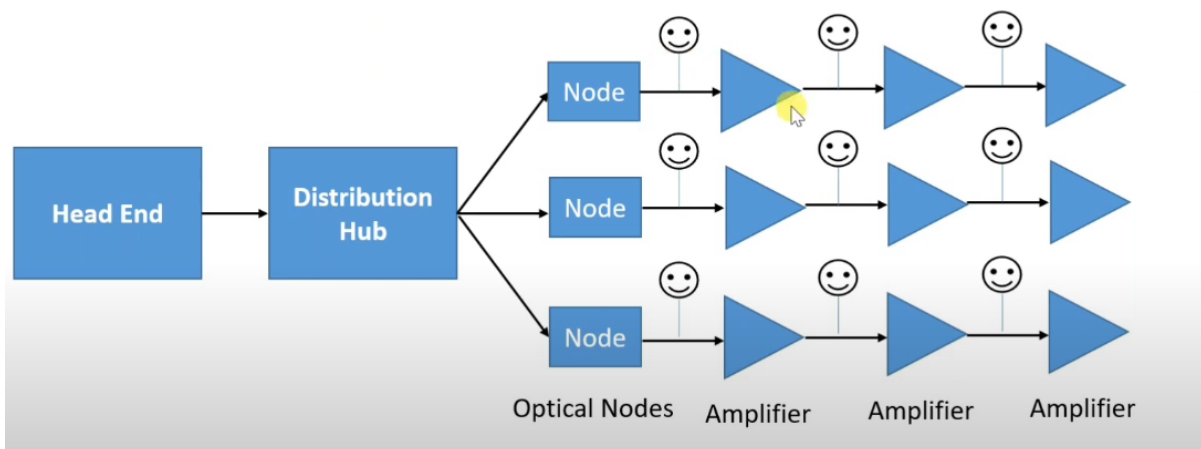 Head End
Distribution
Hub
Node
Node
Node
Optical Nodes
Amplifier
Amplifier
Amplifier